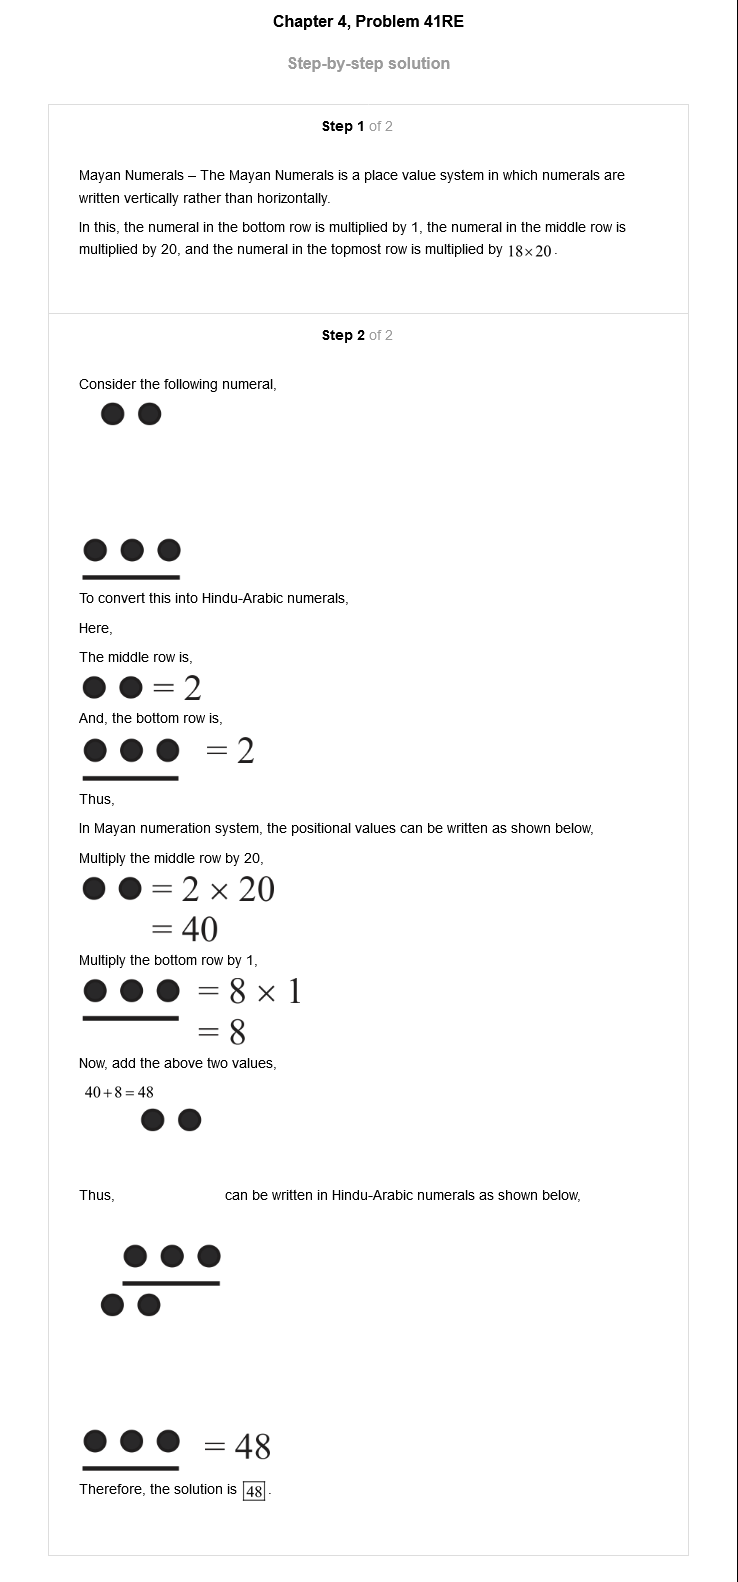 Chapter 4, Problem 41RE
Step-by-step solution
Step 1 of 2
Mayan Numerals – The Mayan Numerals is a place value system in which numerals are
written vertically rather than horizontally.
In this, the numeral in the bottom row is multiplied by 1, the numeral in the middle row is
multiplied by 20, and the numeral in the topmost row is multiplied by 18×20 .
Step 2 of 2
Consider the following numeral,
To convert this into Hindu-Arabic numerals,
Here,
The middle row is,
= 2
And, the bottom row is,
= 2
Thus,
In Mayan numeration system, the positional values can be written as shown below,
Multiply the middle row by 20,
= 2 × 20
= 40
Multiply the bottom row by 1,
= 8 × 1
= 8
Now, add the above two values,
40+8=48
Thus, can be written in Hindu-Arabic numerals as shown below,
= 48
Therefore, the solution is 48 .